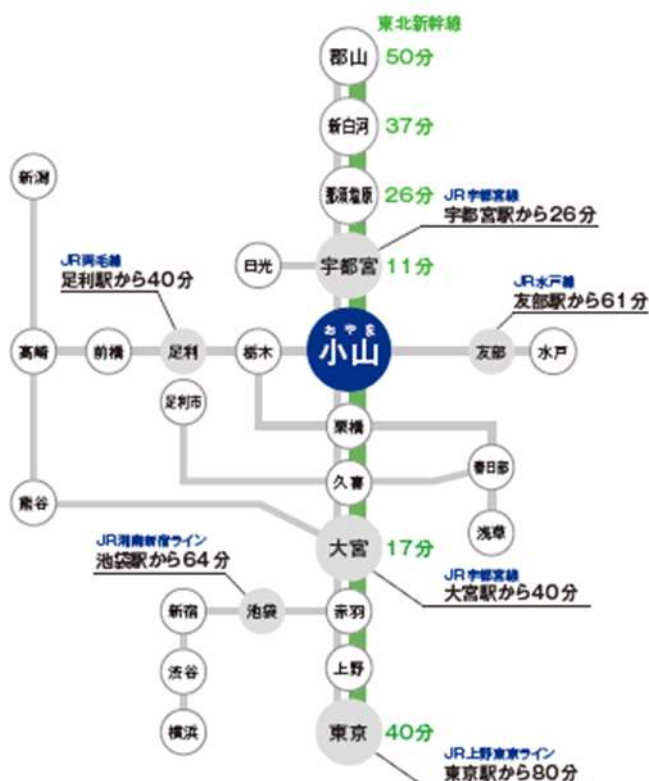 東北新幹線
郡山 50分
新白河 37分
那須塩原 26分
新潟
JR宇都宮線
宇都宮駅から26分
日光
宇都宮 11分
JR両毛線
足利駅から40分
JR水戸線
友部駅から61分
おやま
高崎 前橋 足利 栃木 小山 友部 水戸
足利市
栗橋
春日部
久喜
熊谷
浅草
大宮 17分
JR湘南新宿ライン
池袋駅から64分
JR宇都宮線
大宮駅から40分
新宿 池袋 赤羽
渋谷
上野
横浜
東京 40分
JR上野東京ライン
東京駅から80分